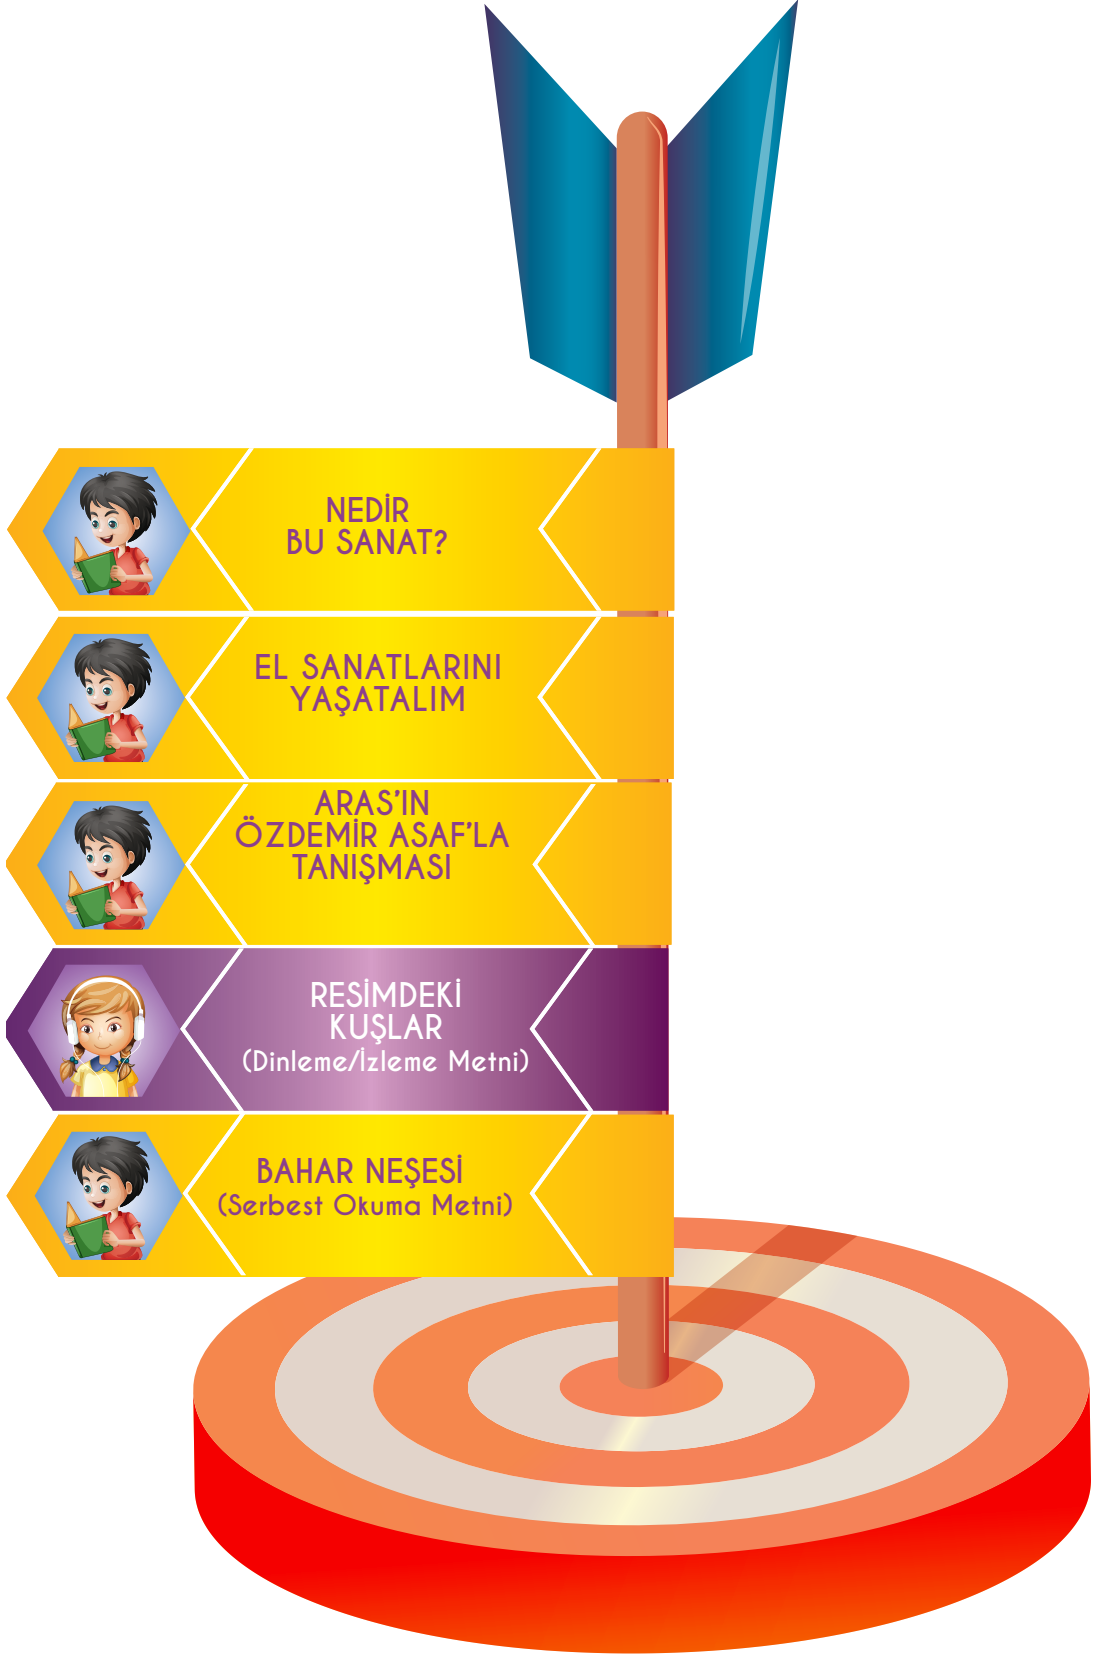 NEDİR
BU SANAT?
EL SANATLARINI
YAŞATALIM
ARAS’IN
ÖZDEMİR ASAF’LA
TANIŞMASI
RESİMDEKİ
KUŞLAR
(Dinleme/İzleme Metni)
BAHAR NEŞESİ
(Serbest Okuma Metni)